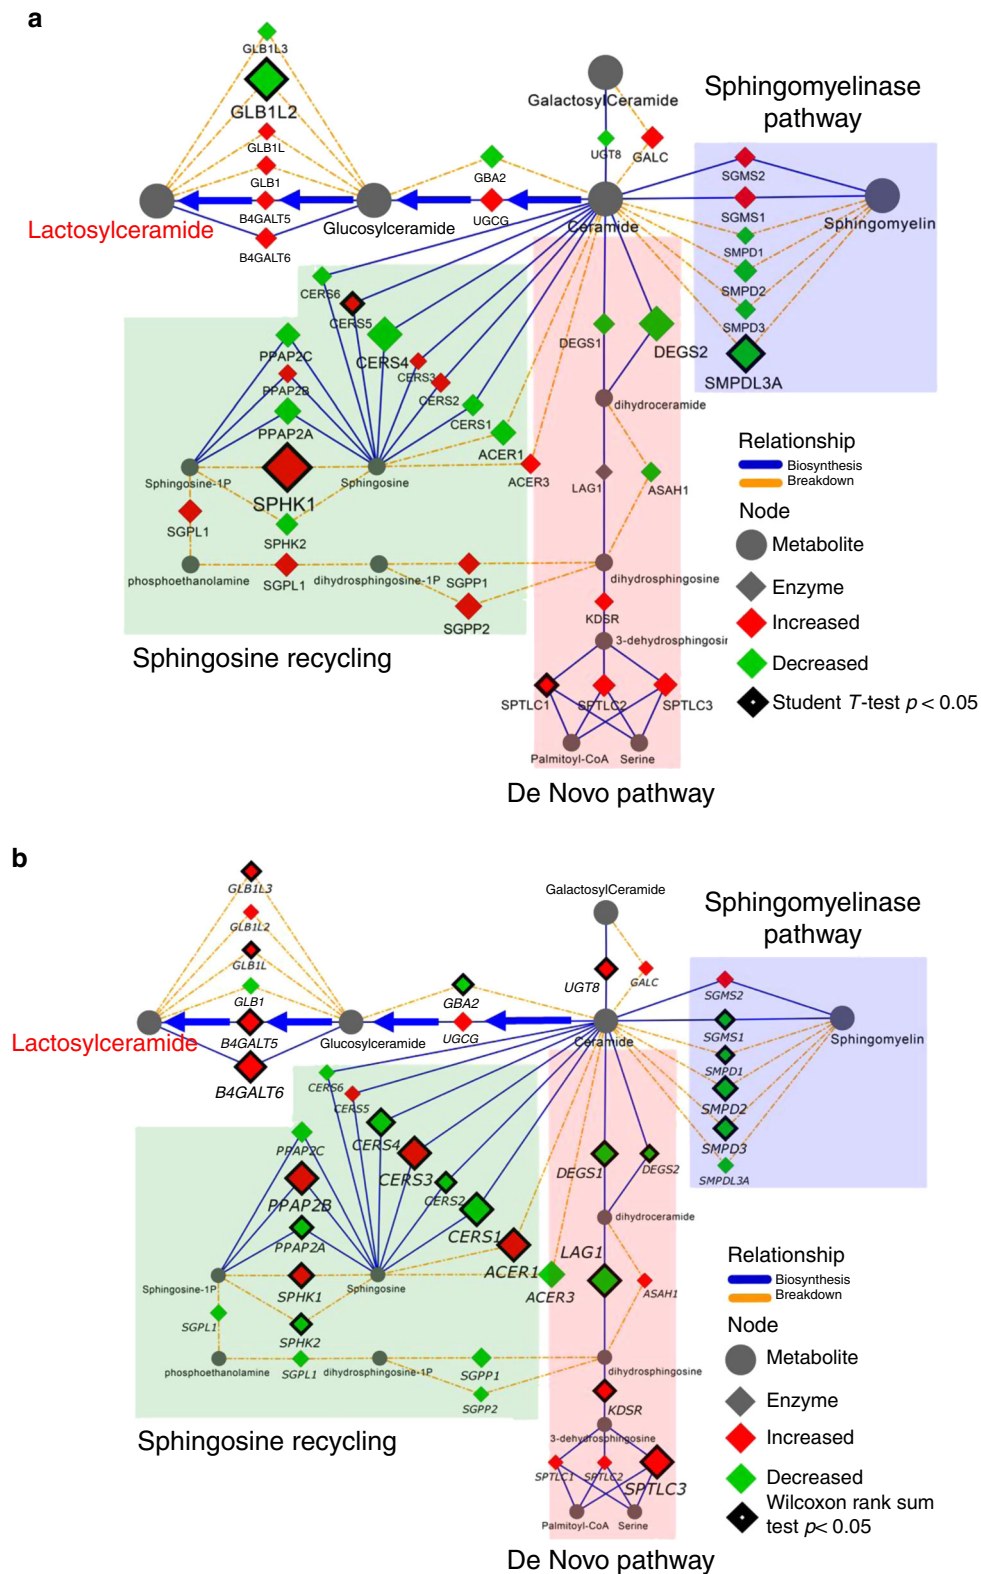 a
GLB1L3
GLB1L2
GLB1L
GLB1
B4GALT5
B4GALT6
Lactosylceramide
Glucosylceramide
GBA2
UGCG
GalactosylCeramide
UGT8
GALC
Ceramide
Sphingomyelinase
pathway
SGMS2
SGMS1
SMPD1
SMPD2
SMPD3
SMPDL3A
Sphingomyelin
CERS6
CERS5
CERS4
CERS3
CERS2
CERS1
ACER1
ACER3
PPAP2C
PPAP2B
PPAP2A
Sphingosine-1P
SPHK1
Sphingosine
SGPL1
SPHK2
phosphoethanolamine
SGPL1
dihydrosphingosine-1P
SGPP1
SGPP2
Sphingosine recycling
DEGS1
DEGS2
dihydroceramide
LAG1
ASAH1
dihydrosphingosine
KDSR
3-dehydrosphingosir
SPTLC1
SPTLC2
SPTLC3
Palmitoyl-CoA
Serine
De Novo pathway
Relationship
Biosynthesis
Breakdown
Node
Metabolite
Enzyme
Increased
Decreased
Student T-test p < 0.05
b
GLB1L3
GLB1L2
GLB1L
GLB1
B4GALT5
B4GALT6
Lactosylceramide
Glucosylceramide
GBA2
UGCG
GalactosylCeramide
UGT8
GALC
Ceramide
Sphingomyelinase
pathway
SGMS2
SGMS1
SMPD1
SMPD2
SMPD3
SMPDL3A
Sphingomyelin
CERS6
CERS5
CERS4
CERS3
CERS2
CERS1
ACER1
ACER3
PPAP2C
PPAP2B
PPAP2A
Sphingosine-1P
SPHK1
Sphingosine
SGPL1
SPHK2
phosphoethanolamine
SGPL1
dihydrosphingosine-1P
SGPP1
SGPP2
Sphingosine recycling
DEGS1
DEGS2
dihydroceramide
LAG1
ASAH1
dihydrosphingosine
KDSR
3-dehydrosphingosine
SPTLC1
SPTLC2
SPTLC3
Palmitoyl-CoA
Serine
De Novo pathway
Relationship
Biosynthesis
Breakdown
Node
Metabolite
Enzyme
Increased
Decreased
Wilcoxon rank sum
test p< 0.05